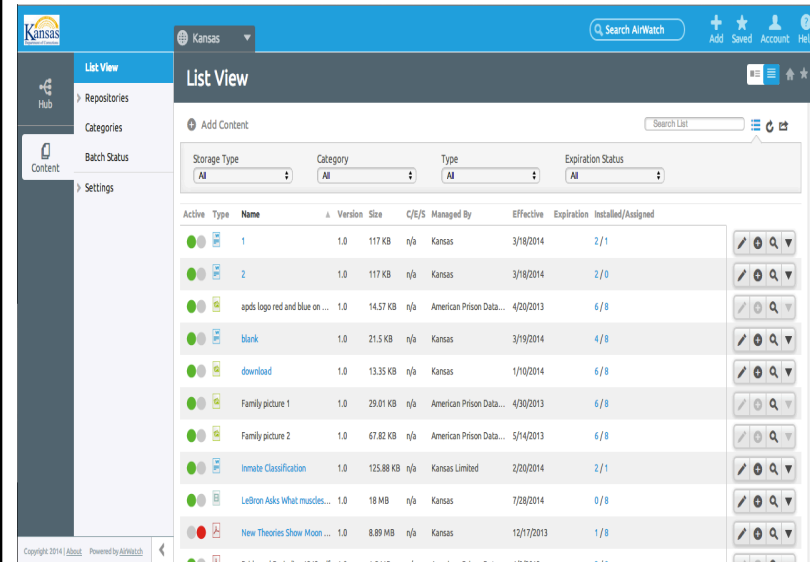 Kansas
Department of Corrections
Kansas
Search AirWatch
Add Saved Account Hel
Hub
Content
List View
Repositories
Categories
Batch Status
Settings
List View
Add Content
Search List
Storage Type Category Type Expiration Status
All All All All
Active Type Name Version Size C/E/S Managed By Effective Expiration Installed/Assigned
1 1.0 117 KB n/a Kansas 3/18/2014 2 / 1
2 1.0 117 KB n/a Kansas 3/18/2014 2 / 0
apds logo red and blue on ... 1.0 14.57 KB n/a American Prison Data... 4/20/2013 6 / 8
blank 1.0 21.5 KB n/a Kansas 3/19/2014 4 / 8
download 1.0 13.35 KB n/a Kansas 1/10/2014 6 / 8
Family picture 1 1.0 29.01 KB n/a American Prison Data... 4/30/2013 6 / 8
Family picture 2 1.0 67.82 KB n/a American Prison Data... 5/14/2013 6 / 8
Inmate Classification 1.0 125.88 KB n/a Kansas Limited 2/20/2014 2 / 1
LeBron Asks What muscles... 1.0 18 MB n/a Kansas 7/28/2014 0 / 8
New Theories Show Moon ... 1.0 8.89 MB n/a Kansas 12/17/2013 1 / 8
Copyright 2014 | About Powered by AirWatch